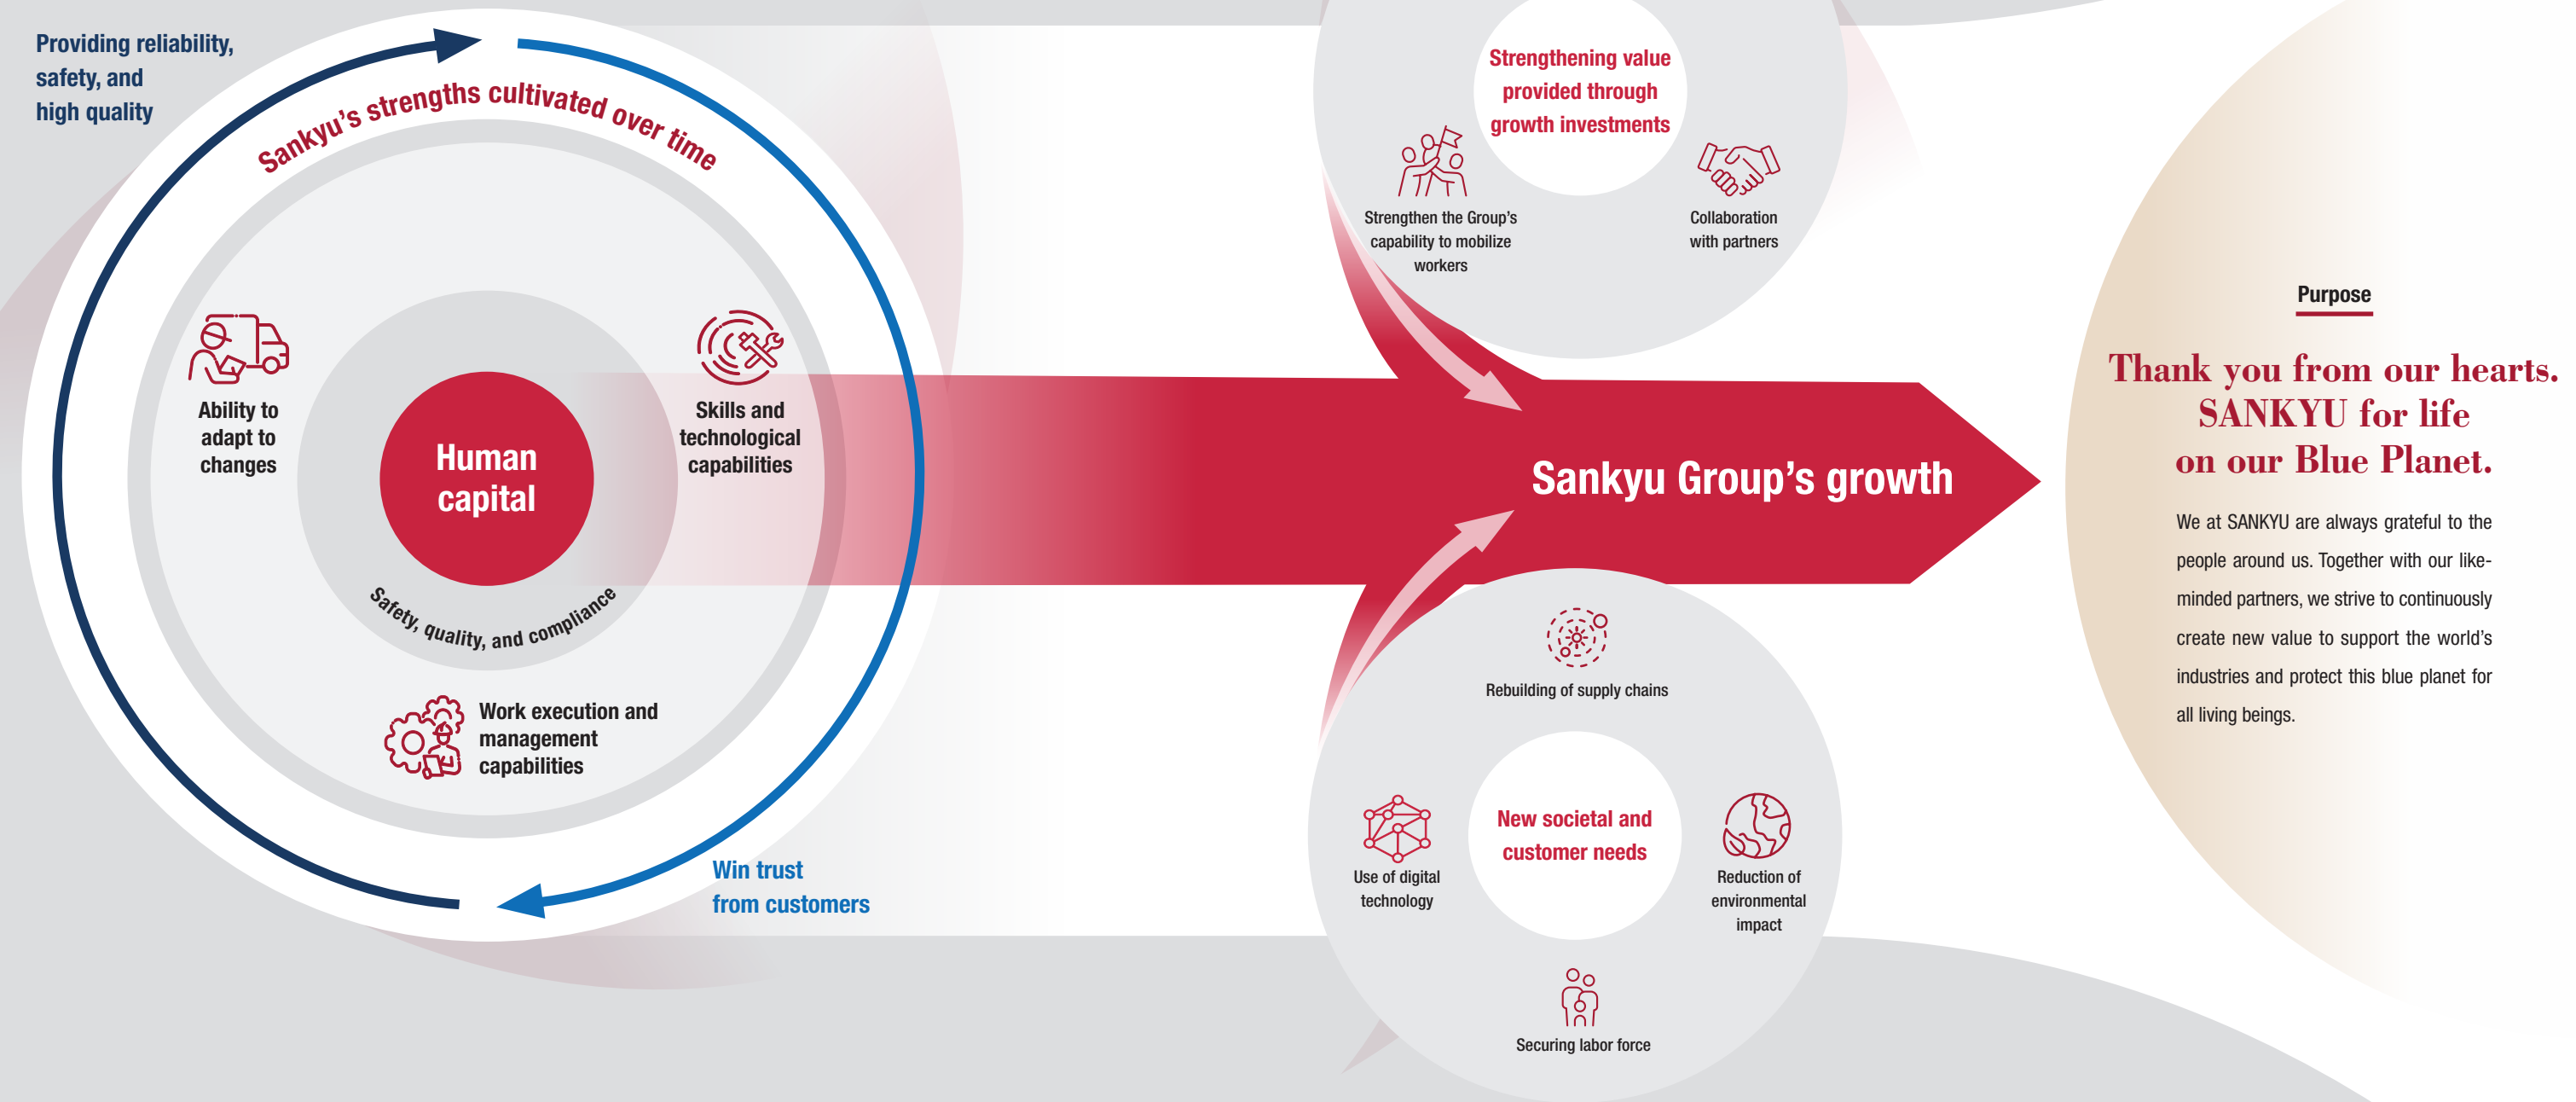 Providing reliability,
safety, and
high quality
Sankyu’s strengths cultivated over time
Ability to
adapt to
changes
Human
capital
Skills and
technological
capabilities
Safety, quality, and compliance
Work execution and
management
capabilities
Win trust
from customers
Strengthening value
provided through
growth investments
Strengthen the Group’s
capability to mobilize
workers
Collaboration
with partners
Sankyu Group’s growth
Rebuilding of supply chains
New societal and
customer needs
Use of digital
technology
Reduction of
environmental
impact
Securing labor force
Purpose
Thank you from our hearts.
SANKYU for life
on our Blue Planet.
We at SANKYU are always grateful to the
people around us. Together with our like-
minded partners, we strive to continuously
create new value to support the world’s
industries and protect this blue planet for
all living beings.